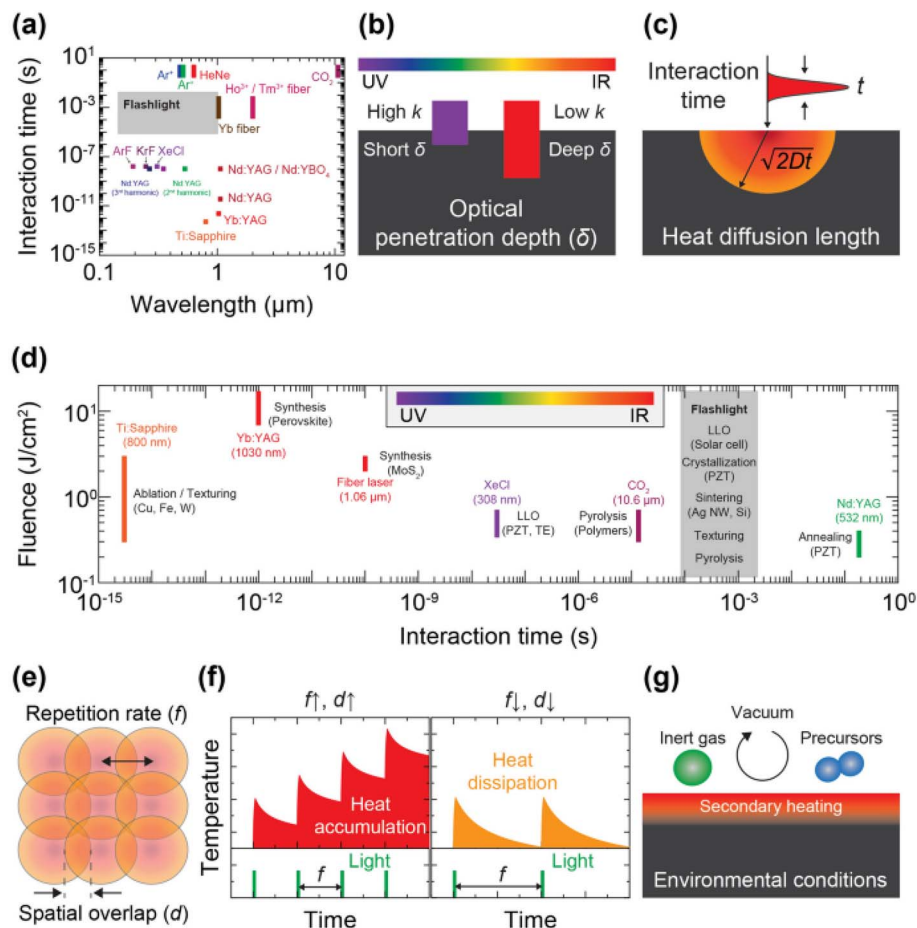 (a)
Interaction time (s)
10¹
10⁻³
10⁻⁷
10⁻¹¹
10⁻¹⁵
Ar⁺
Ar⁺
HeNe
CO₂
Ho³⁺ / Tm³⁺ fiber
Flashlight
Yb fiber
ArF KrF XeCl
Nd:YAG
(3ʳᵈ harmonic)
Nd:YAG
(2ⁿᵈ harmonic)
Nd:YAG / Nd:YBO₄
Nd:YAG
Yb:YAG
Ti:Sapphire
0.1
1
10
Wavelength (µm)
(b)
UV
IR
High k
Low k
Short δ
Deep δ
Optical
penetration depth (δ)
(c)
Interaction
time
t
√2Dt
Heat diffusion length
(d)
Fluence (J/cm²)
10¹
10⁰
10⁻¹
UV
IR
Ti:Sapphire
(800 nm)
Ablation / Texturing
(Cu, Fe, W)
Synthesis
(Perovskite)
Yb:YAG
(1030 nm)
Synthesis
(MoS₂)
Fiber laser
(1.06 µm)
XeCl
(308 nm)
LLO
(PZT, TE)
CO₂
(10.6 µm)
Pyrolysis
(Polymers)
Flashlight
LLO
(Solar cell)
Crystallization
(PZT)
Sintering
(Ag NW, Si)
Texturing
Pyrolysis
Nd:YAG
(532 nm)
Annealing
(PZT)
10⁻¹⁵
10⁻¹²
10⁻⁹
10⁻⁶
10⁻³
10⁰
Interaction time (s)
(e)
Repetition rate (f)
Spatial overlap (d)
(f)
f↑, d↑
f↓, d↓
Temperature
Heat
accumulation
Heat
dissipation
Light
Light
f
f
Time
Time
(g)
Vacuum
Inert gas
Precursors
Secondary heating
Environmental conditions